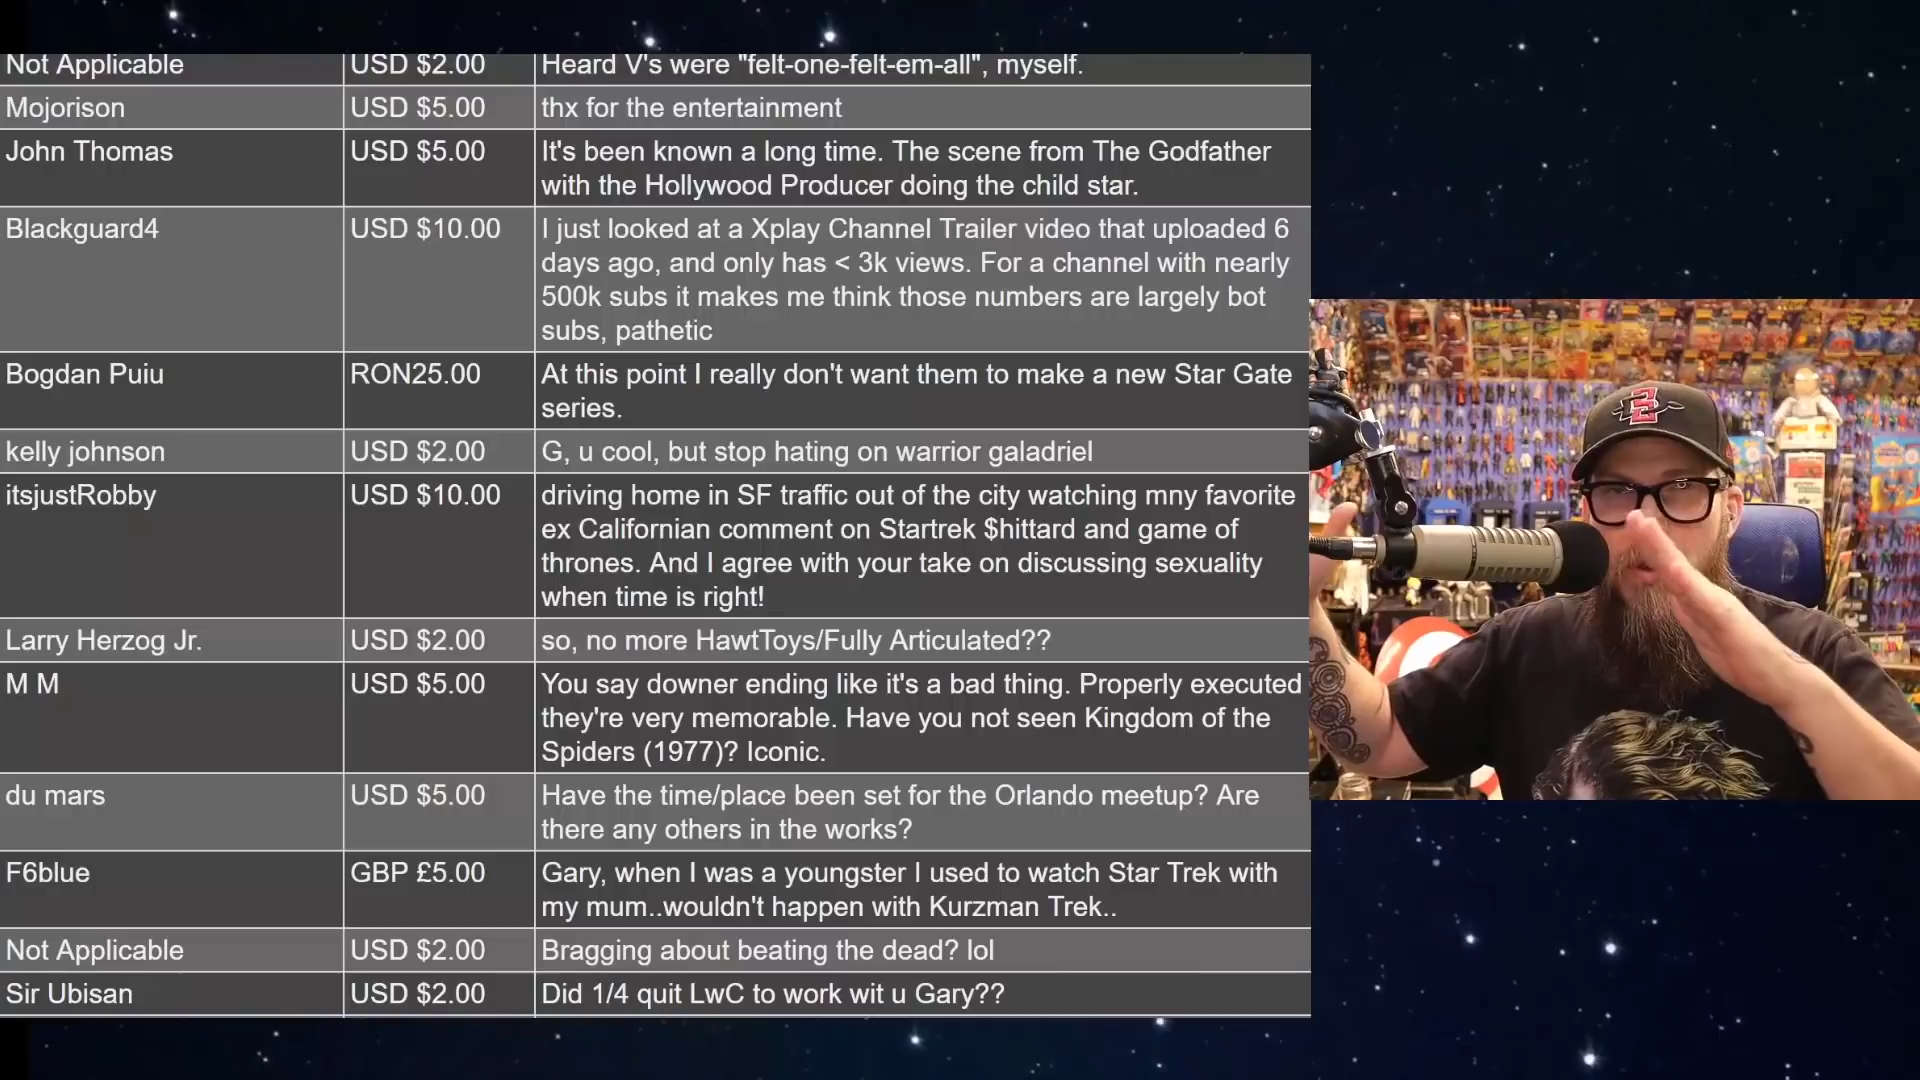 Not Applicable USD $2.00 Heard V's were "felt-one-felt-em-all", myself.
Mojorison USD $5.00 thx for the entertainment
John Thomas USD $5.00 It's been known a long time. The scene from The Godfather
with the Hollywood Producer doing the child star.
Blackguard4 USD $10.00 I just looked at a Xplay Channel Trailer video that uploaded 6
days ago, and only has < 3k views. For a channel with nearly
500k subs it makes me think those numbers are largely bot
subs, pathetic
Bogdan Puiu RON25.00 At this point I really don't want them to make a new Star Gate
series.
kelly johnson USD $2.00 G, u cool, but stop hating on warrior galadriel
itsjustRobby USD $10.00 driving home in SF traffic out of the city watching mny favorite
ex Californian comment on Startrek $hittard and game of
thrones. And I agree with your take on discussing sexuality
when time is right!
Larry Herzog Jr. USD $2.00 so, no more HawtToys/Fully Articulated??
M M USD $5.00 You say downer ending like it's a bad thing. Properly executed
they're very memorable. Have you not seen Kingdom of the
Spiders (1977)? Iconic.
du mars USD $5.00 Have the time/place been set for the Orlando meetup? Are
there any others in the works?
F6blue GBP £5.00 Gary, when I was a youngster I used to watch Star Trek with
my mum..wouldn't happen with Kurzman Trek..
Not Applicable USD $2.00 Bragging about beating the dead? lol
Sir Ubisan USD $2.00 Did 1/4 quit LwC to work wit u Gary??